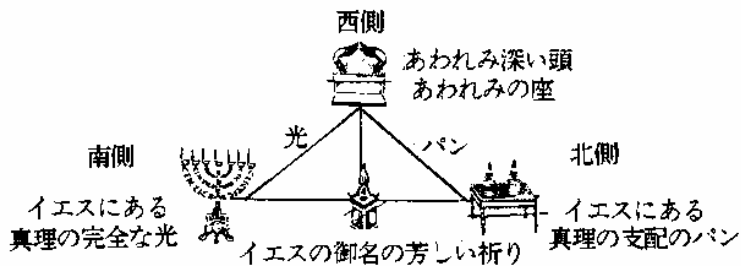 西側
あわれみ深い頭
あわれみの座
光
パン
南側
北側
イエスにある
真理の完全な光
イエスの御名の芳しい祈り
イエスにある
真理の支配のパン